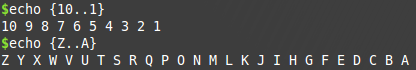 $echo {10..1}
10 9 8 7 6 5 4 3 2 1
$echo {Z..A}
Z Y X W V U T S R Q P O N M L K J I H G F E D C B A